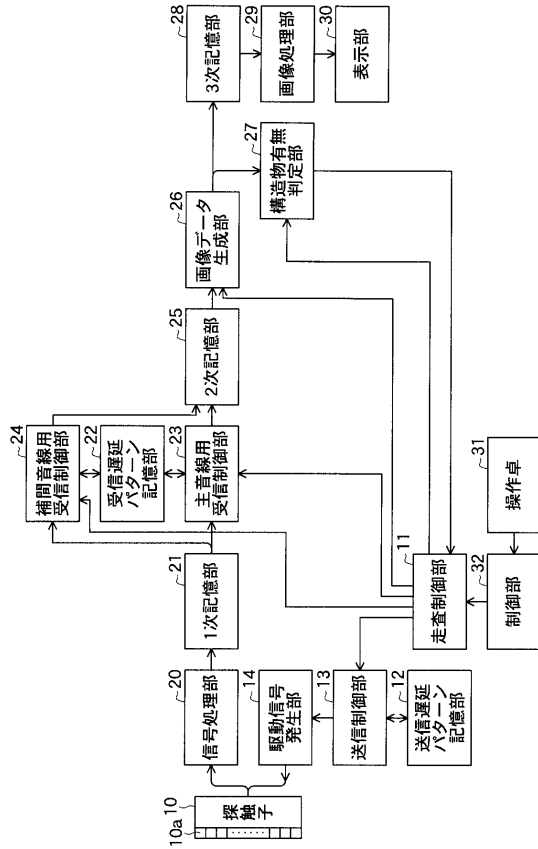 10a
10
探触子
20
信号処理部
14
駆動信号
発生部
13
送信制御部
12
送信遅延
パターン
記憶部
21
1次記憶部
24
補間音線用
受信制御部
22
受信遅延
パターン
記憶部
23
主音線用
受信制御部
25
2次記憶部
26
画像データ
生成部
27
構造物有無
判定部
28
3次記憶部
29
画像処理部
30
表示部
11
走査制御部
32
制御部
31
操作卓